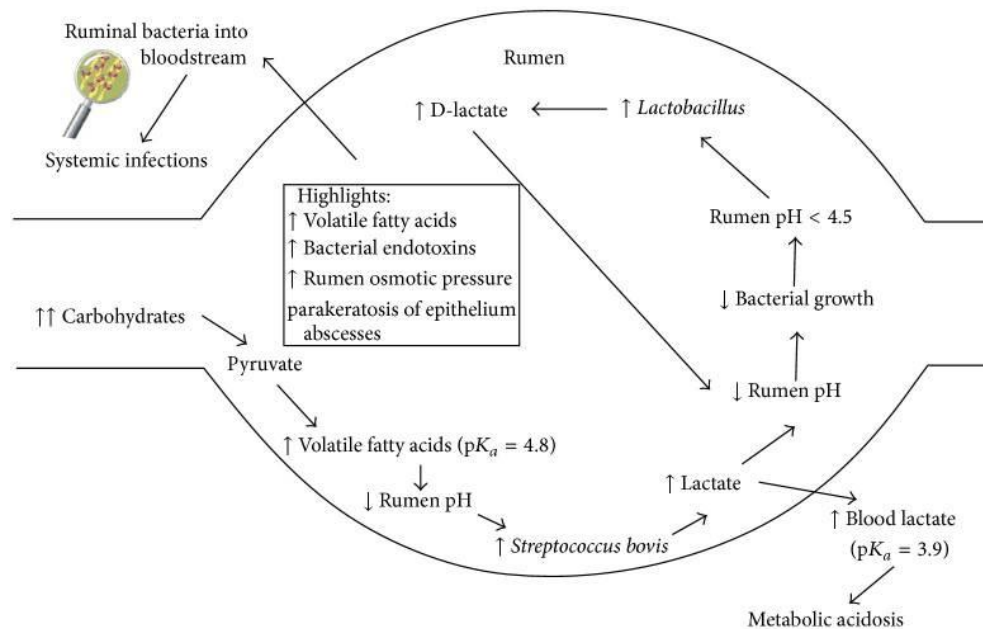 Ruminal bacteria into
bloodstream
Systemic infections
Rumen
↑ D-lactate
↑ Lactobacillus
Highlights:
↑ Volatile fatty acids
↑ Bacterial endotoxins
↑ Rumen osmotic pressure
parakeratosis of epithelium
abscesses
Rumen pH < 4.5
↓ Bacterial growth
↓ Rumen pH
↑↑ Carbohydrates
Pyruvate
↑ Volatile fatty acids (pKₐ = 4.8)
↓ Rumen pH
↑ Streptococcus bovis
↑ Lactate
↑ Blood lactate
(pKₐ = 3.9)
Metabolic acidosis